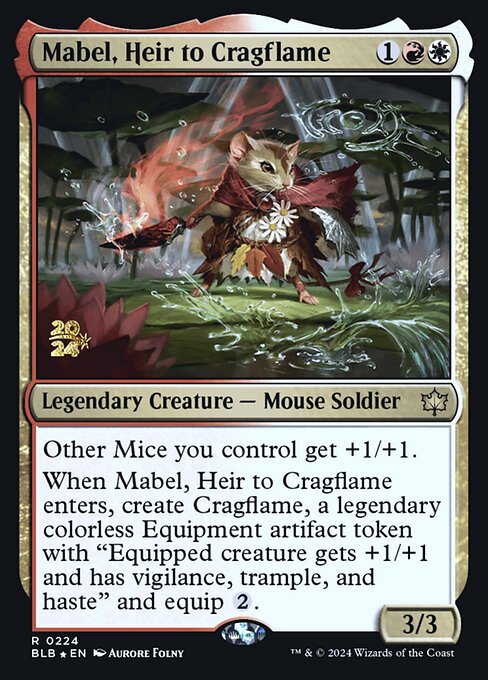 Mabel, Heir to Cragflame 1
2024
Legendary Creature — Mouse Soldier
Other Mice you control get +1/+1.
When Mabel, Heir to Cragflame
enters, create Cragflame, a legendary
colorless Equipment artifact token
with “Equipped creature gets +1/+1
and has vigilance, trample, and
haste” and equip 2.
3/3
R 0224
BLB ★ EN Aurore Folny
™ & © 2024 Wizards of the Coast